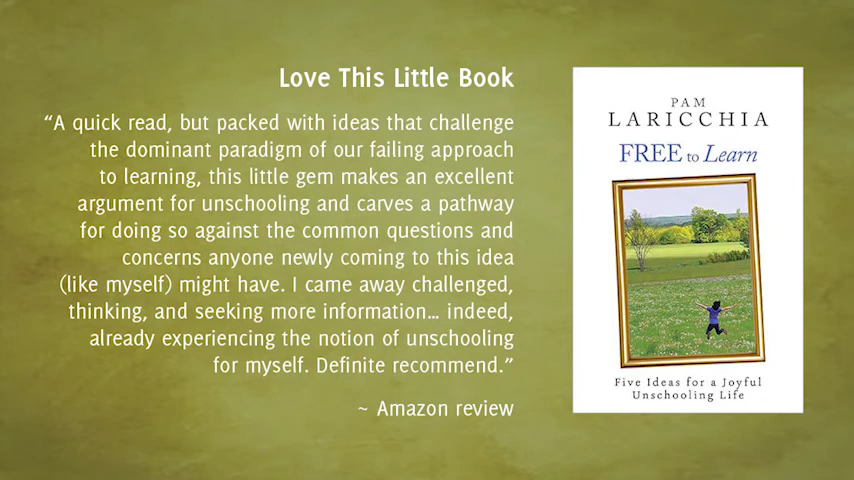 Love This Little Book
“A quick read, but packed with ideas that challenge
the dominant paradigm of our failing approach
to learning, this little gem makes an excellent
argument for unschooling and carves a pathway
for doing so against the common questions and
concerns anyone newly coming to this idea
(like myself) might have. I came away challenged,
thinking, and seeking more information... indeed,
already experiencing the notion of unschooling
for myself. Definite recommend.”
~ Amazon review
PAM
LARICCHIA
FREE to Learn
Five Ideas for a Joyful
Unschooling Life